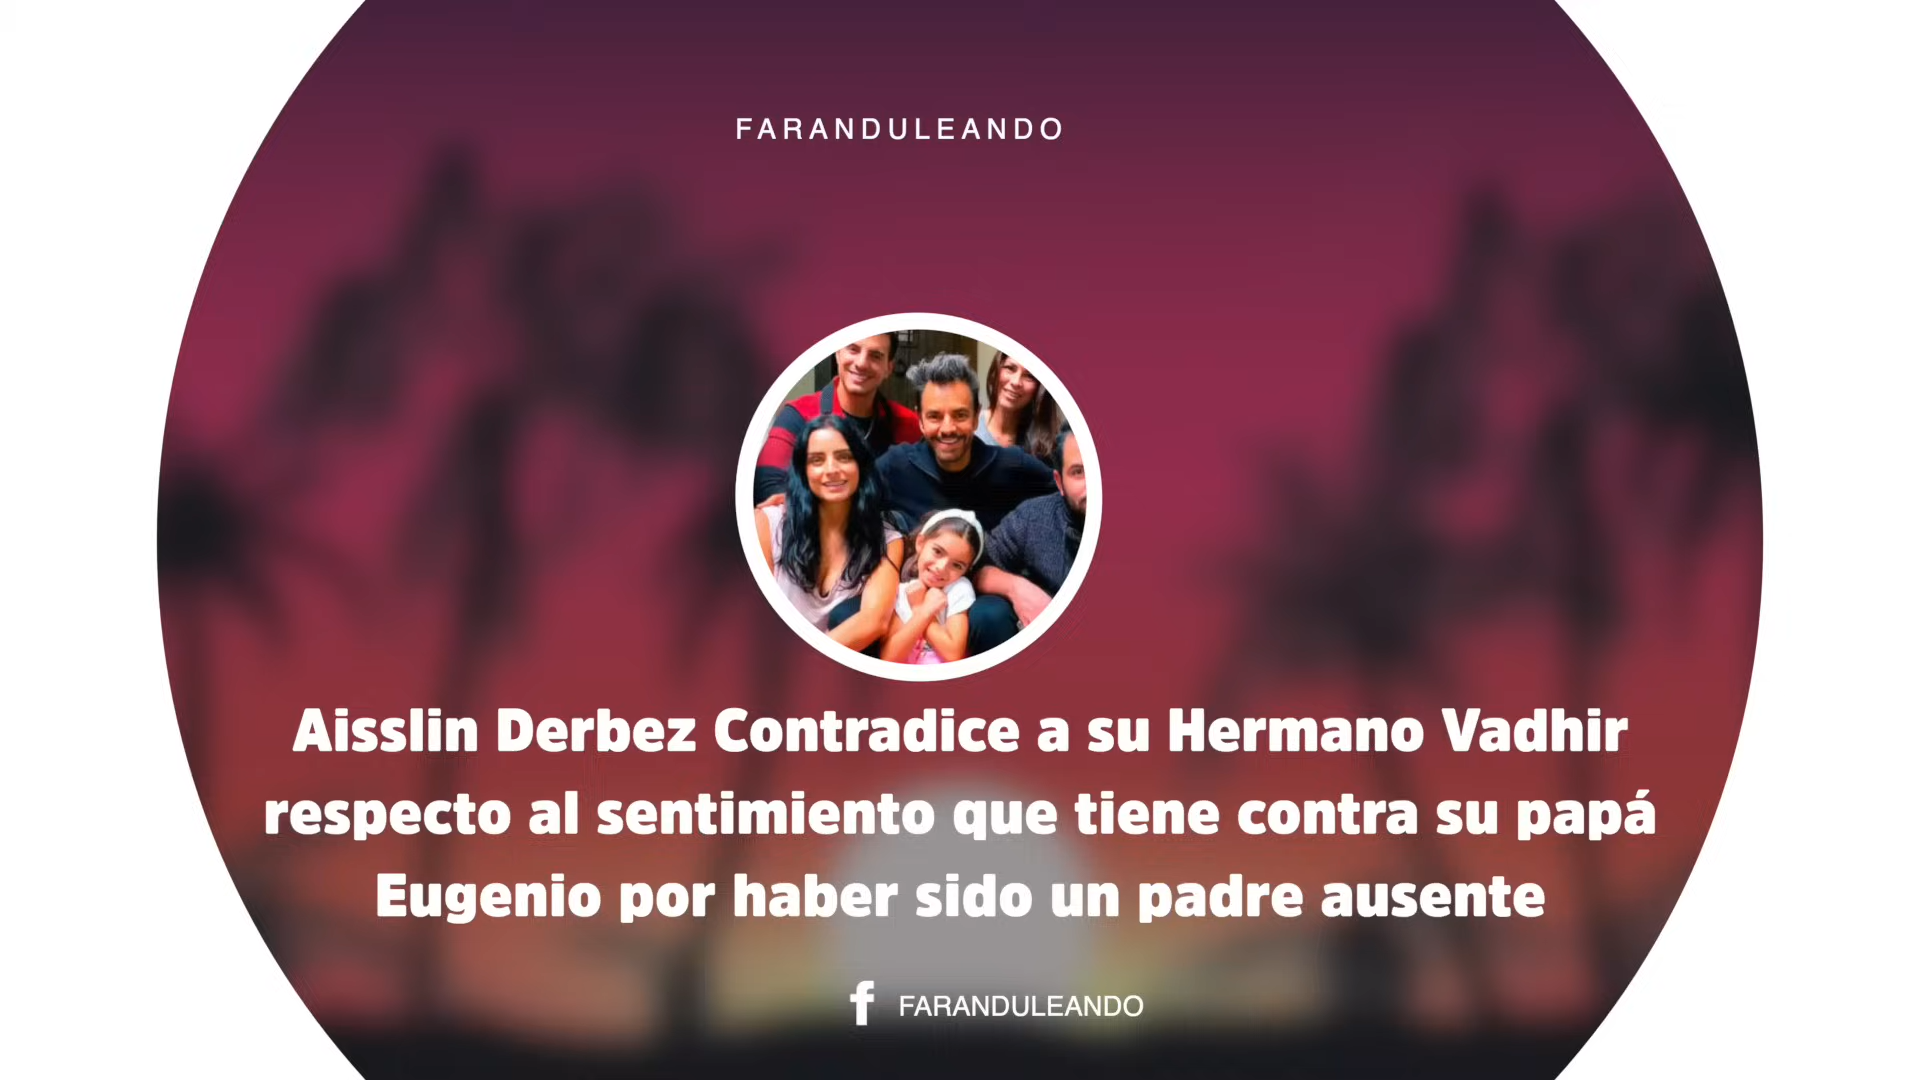 FARANDULEANDO
Aisslin Derbez Contradice a su Hermano Vadhir
respecto al sentimiento que tiene contra su papá
Eugenio por haber sido un padre ausente
f FARANDULEANDO